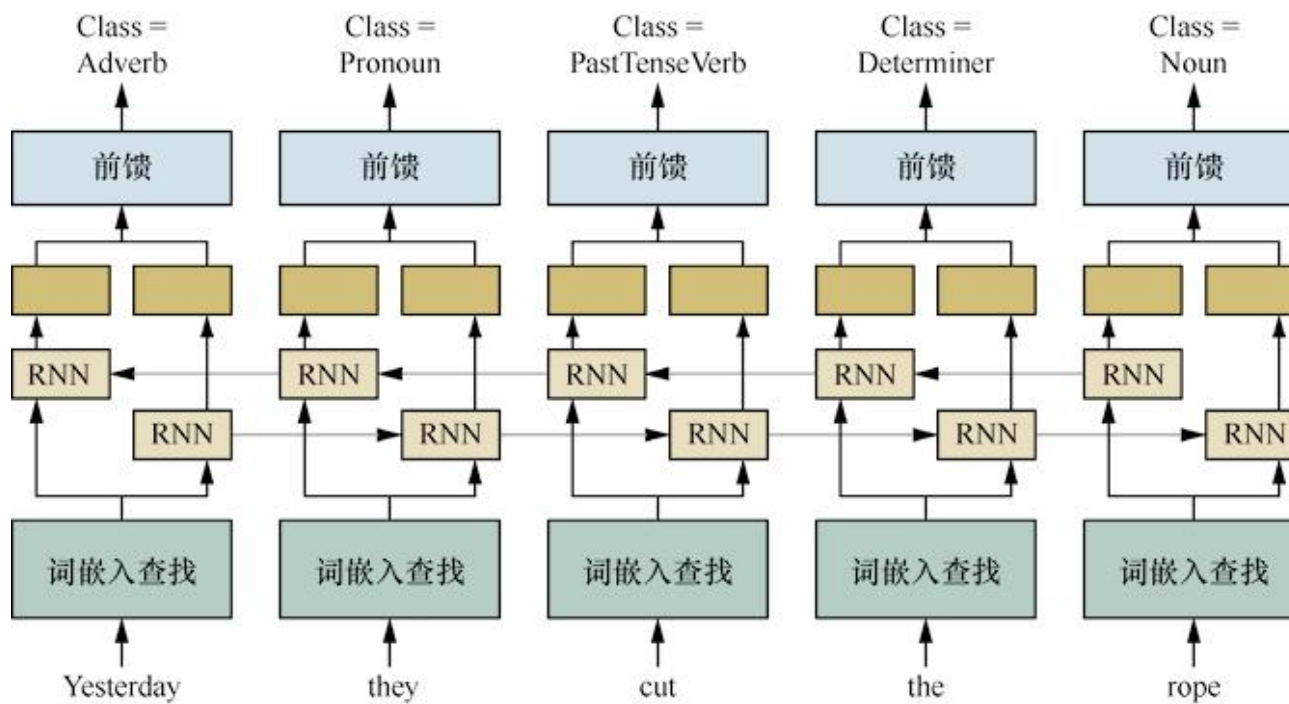 Class = Class = Class = Class = Class =
Adverb Pronoun PastTenseVerb Determiner Noun
前馈 前馈 前馈 前馈 前馈
RNN RNN RNN RNN RNN
RNN RNN RNN RNN RNN
词嵌入查找 词嵌入查找 词嵌入查找 词嵌入查找 词嵌入查找
Yesterday they cut the rope